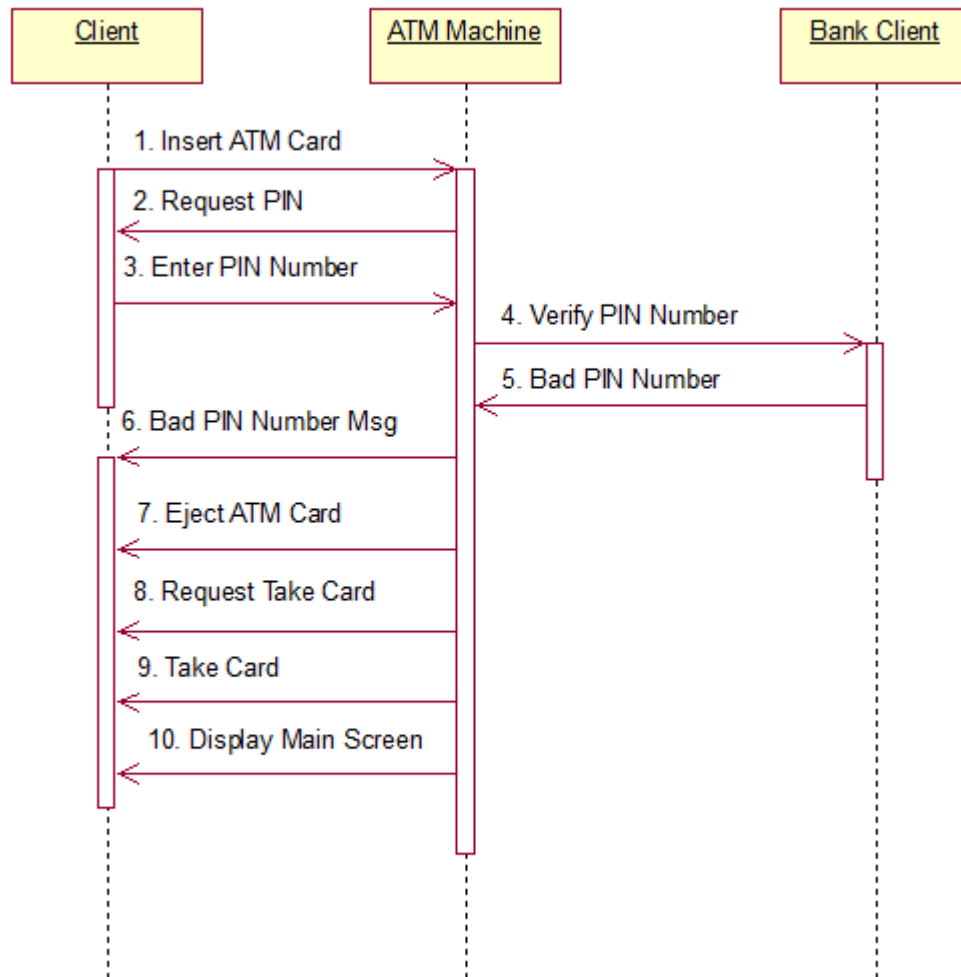 Client
ATM Machine
Bank Client
1. Insert ATM Card
2. Request PIN
3. Enter PIN Number
4. Verify PIN Number
5. Bad PIN Number
6. Bad PIN Number Msg
7. Eject ATM Card
8. Request Take Card
9. Take Card
10. Display Main Screen